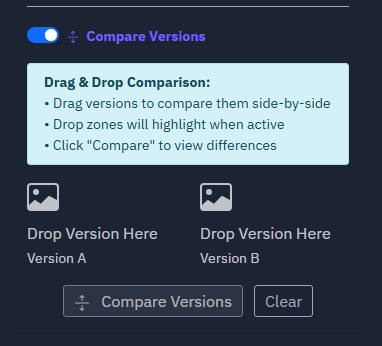 Compare Versions
Drag & Drop Comparison:
• Drag versions to compare them side-by-side
• Drop zones will highlight when active
• Click "Compare" to view differences
Drop Version Here
Version A
Drop Version Here
Version B
Compare Versions
Clear